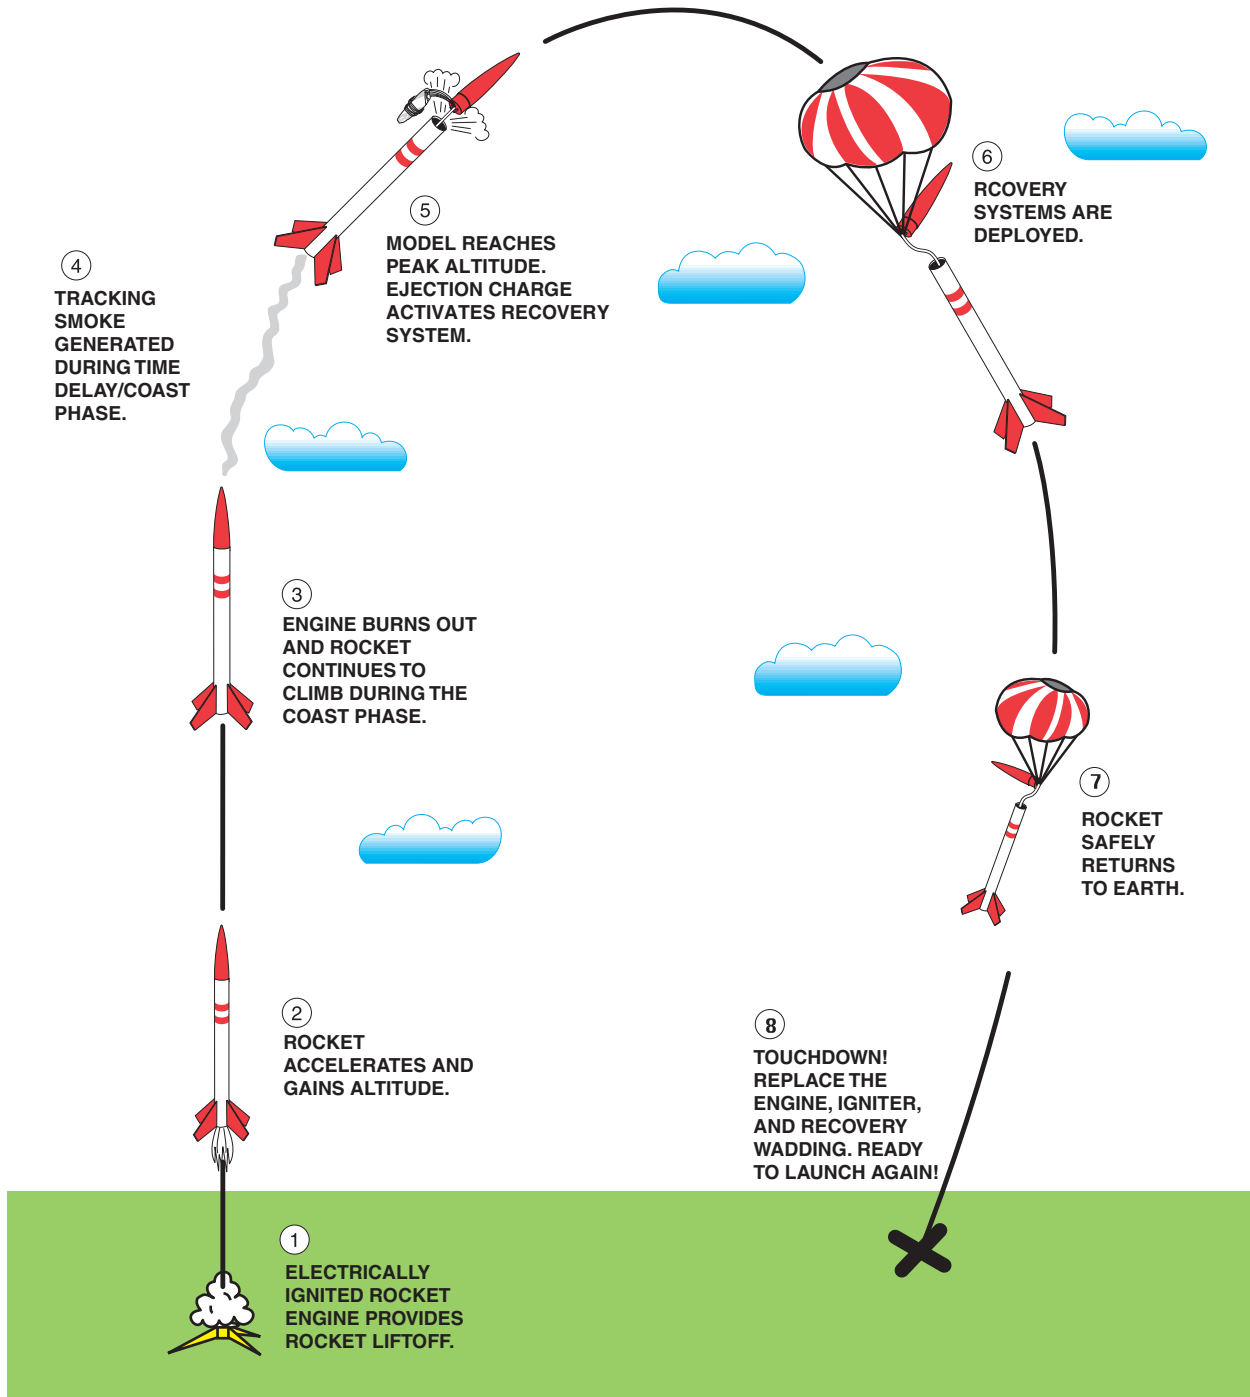 1
ELECTRICALLY
IGNITED ROCKET
ENGINE PROVIDES
ROCKET LIFTOFF.
2
ROCKET
ACCELERATES AND
GAINS ALTITUDE.
3
ENGINE BURNS OUT
AND ROCKET
CONTINUES TO
CLIMB DURING THE
COAST PHASE.
4
TRACKING
SMOKE
GENERATED
DURING TIME
DELAY/COAST
PHASE.
5
MODEL REACHES
PEAK ALTITUDE.
EJECTION CHARGE
ACTIVATES RECOVERY
SYSTEM.
6
RCOVERY
SYSTEMS ARE
DEPLOYED.
7
ROCKET
SAFELY
RETURNS
TO EARTH.
8
TOUCHDOWN!
REPLACE THE
ENGINE, IGNITER,
AND RECOVERY
WADDING. READY
TO LAUNCH AGAIN!